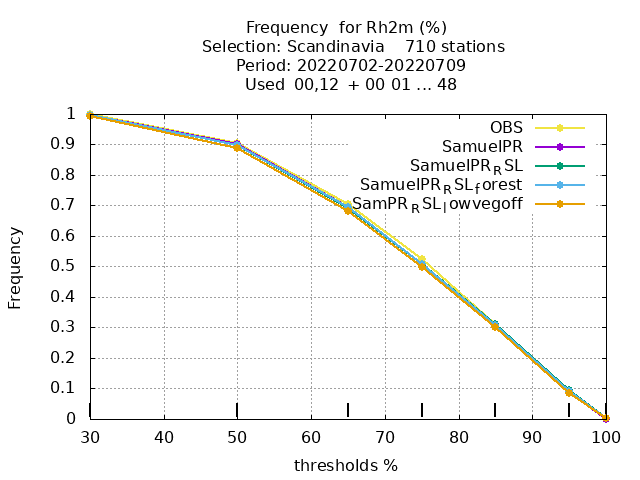 Frequency for Rh2m (%)
Selection: Scandinavia 710 stations
Period: 20220702-20220709
Used 00,12 + 00 01 ... 48
1
0.9
0.8
0.7
0.6
0.5
0.4
0.3
0.2
0.1
0
Frequency
OBS
SamuelPR
SamuelPR_RSL
SamuelPR_RSL_forest
SamPR_RSL_lowvegoff
30 40 50 60 70 80 90 100
thresholds %